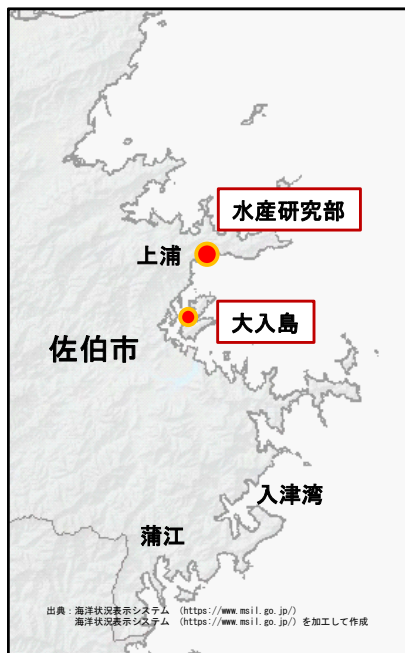 水産研究部
上浦
大入島
佐伯市
入津湾
蒲江
出典：海洋状況表示システム （https://www.msil.go.jp/）
海洋状況表示システム （https://www.msil.go.jp/）を加工して作成